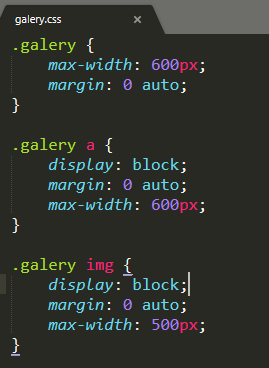 galery.css ×
.galery {
    max-width: 600px;
    margin: 0 auto;
}

.galery a {
    display: block;
    margin: 0 auto;
    max-width: 600px;
}

.galery img {
    display: block;
    margin: 0 auto;
    max-width: 500px;
}